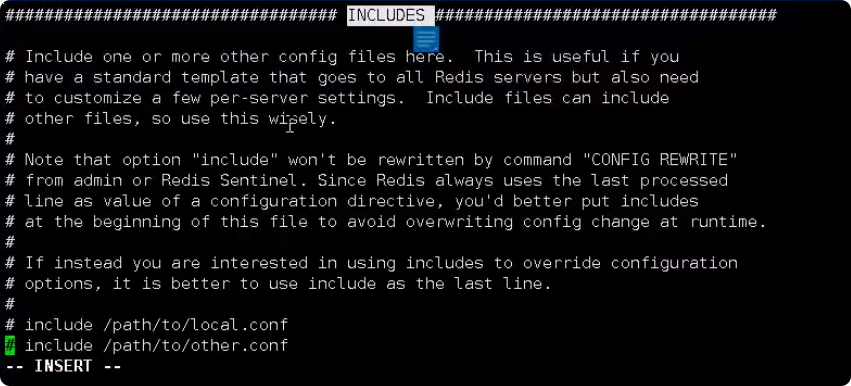 ################################## INCLUDES ###################################
# Include one or more other config files here.  This is useful if you
# have a standard template that goes to all Redis servers but also need
# to customize a few per-server settings.  Include files can include
# other files, so use this wisely.
#
# Note that option "include" won't be rewritten by command "CONFIG REWRITE"
# from admin or Redis Sentinel. Since Redis always uses the last processed
# line as value of a configuration directive, you'd better put includes
# at the beginning of this file to avoid overwriting config change at runtime.
#
# If instead you are interested in using includes to override configuration
# options, it is better to use include as the last line.
#
# include /path/to/local.conf
# include /path/to/other.conf
-- INSERT --